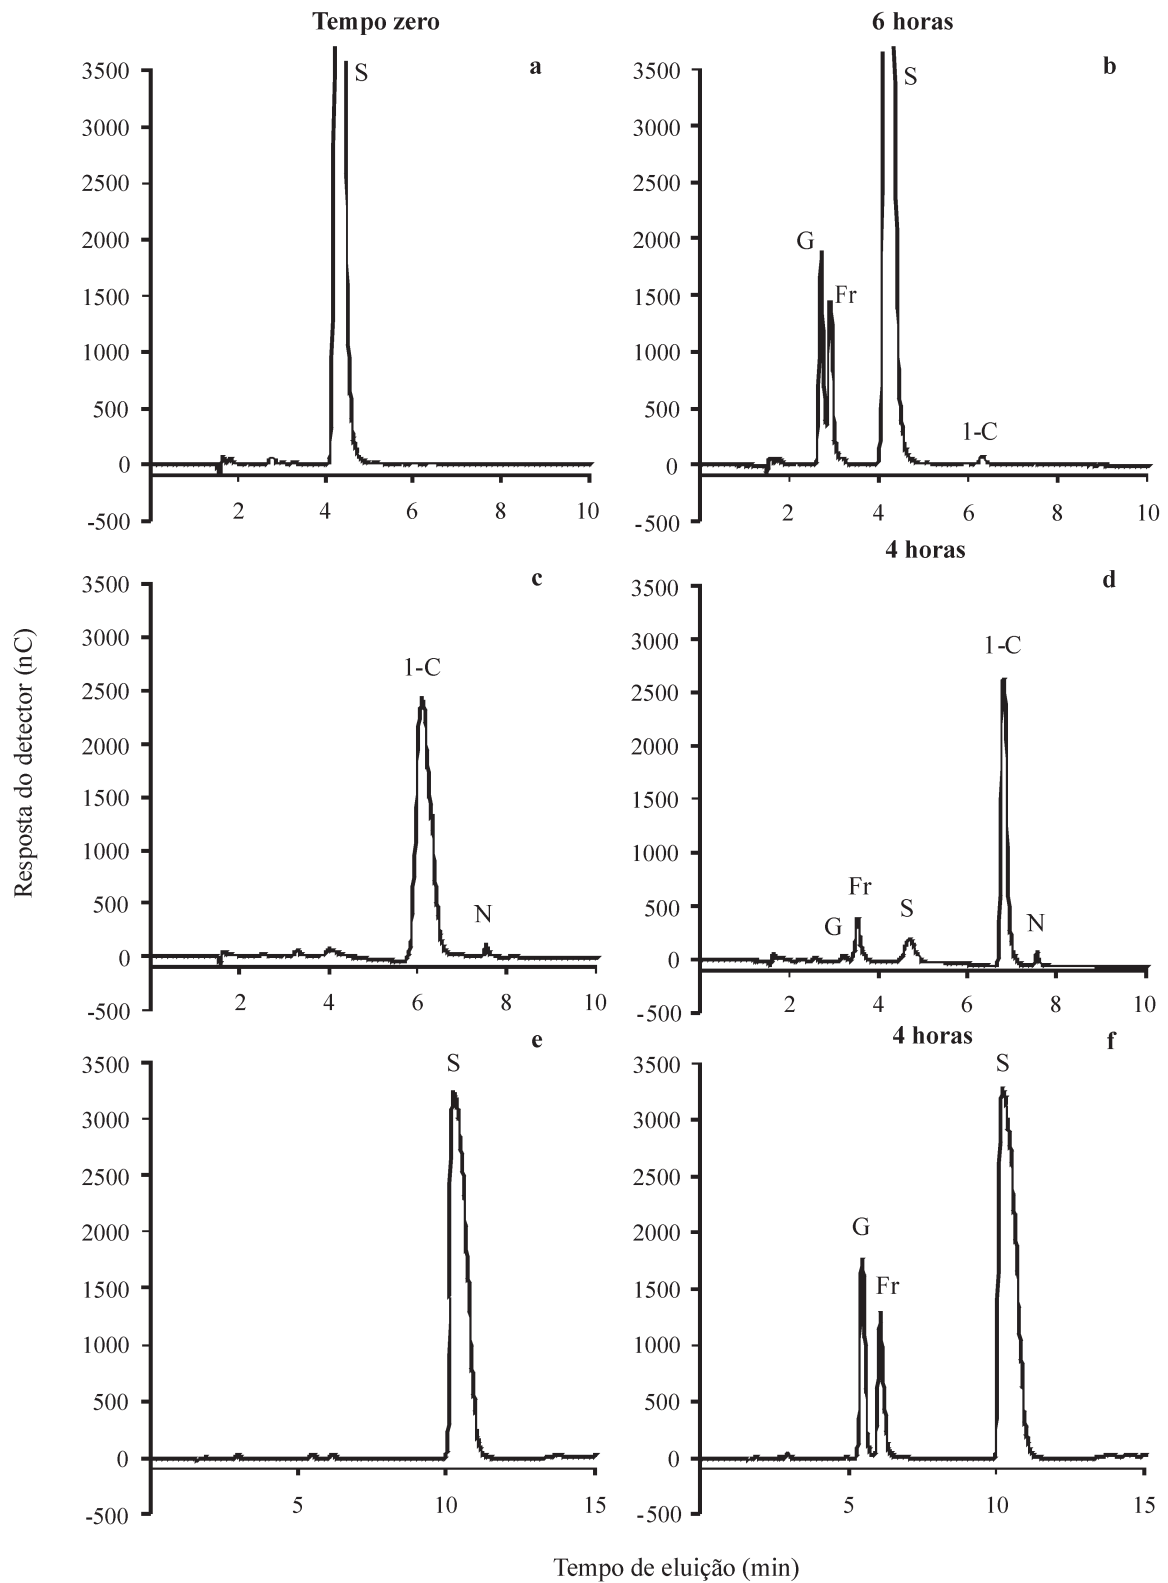 Tempo zero
6 horas
a
S
3500
3000
2500
2000
1500
1000
500
0
-500
2 4 6 8 10
b
S
G
Fr
1-C
3500
3000
2500
2000
1500
1000
500
0
-500
2 4 6 8 10
4 horas
c
1-C
N
3500
3000
2500
2000
1500
1000
500
0
-500
2 4 6 8 10
d
1-C
Fr
G
S
N
3500
3000
2500
2000
1500
1000
500
0
-500
2 4 6 8 10
4 horas
e
S
3500
3000
2500
2000
1500
1000
500
0
-500
5 10 15
f
S
G
Fr
3500
3000
2500
2000
1500
1000
500
0
-500
5 10 15
Resposta do detector (nC)
Tempo de eluição (min)